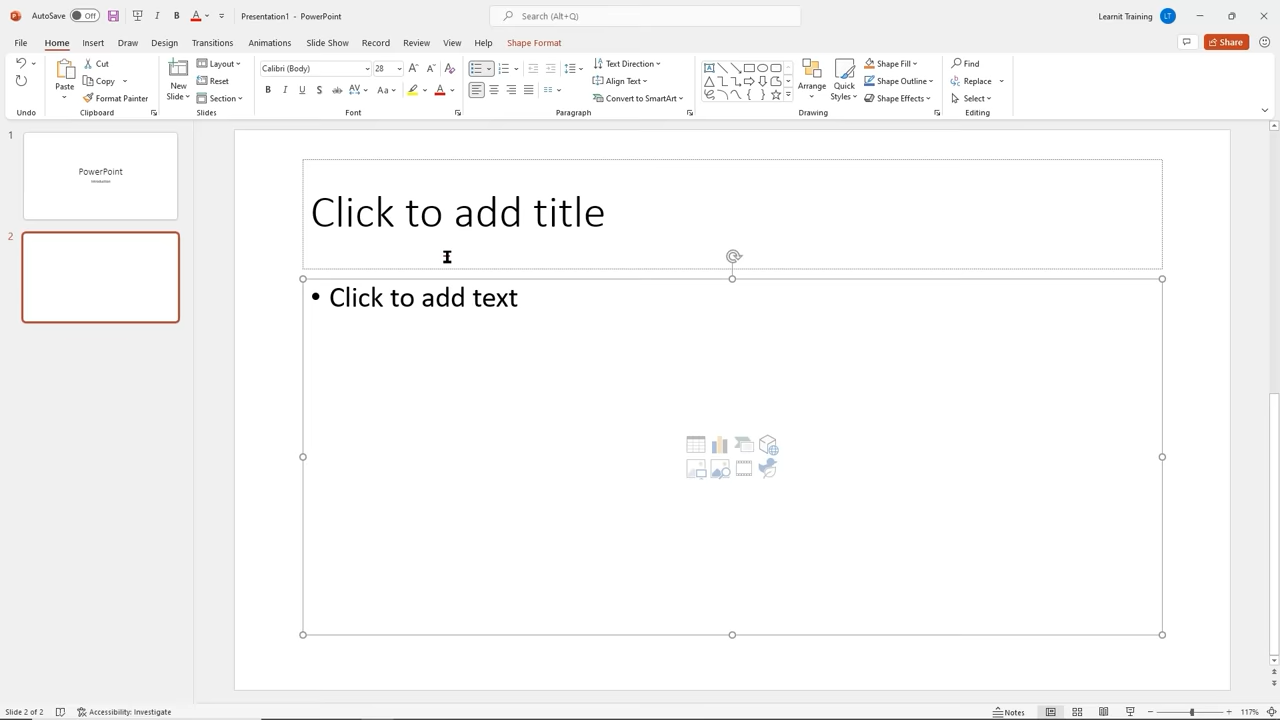 AutoSave Off Presentation1 - PowerPoint Search (Alt+Q) Learnit Training LT
File Home Insert Draw Design Transitions Animations Slide Show Record Review View Help Shape Format Share
Undo
Paste
Cut
Copy
Format Painter
Clipboard
New Slide
Layout
Reset
Section
Slides
Calibri (Body) 28
Font
Text Direction
Align Text
Convert to SmartArt
Paragraph
Arrange
Quick Styles
Shape Fill
Shape Outline
Shape Effects
Drawing
Find
Replace
Select
Editing
1
PowerPoint
Introduction
2
Click to add title
• Click to add text
Slide 2 of 2 Accessibility: Investigate Notes 117%